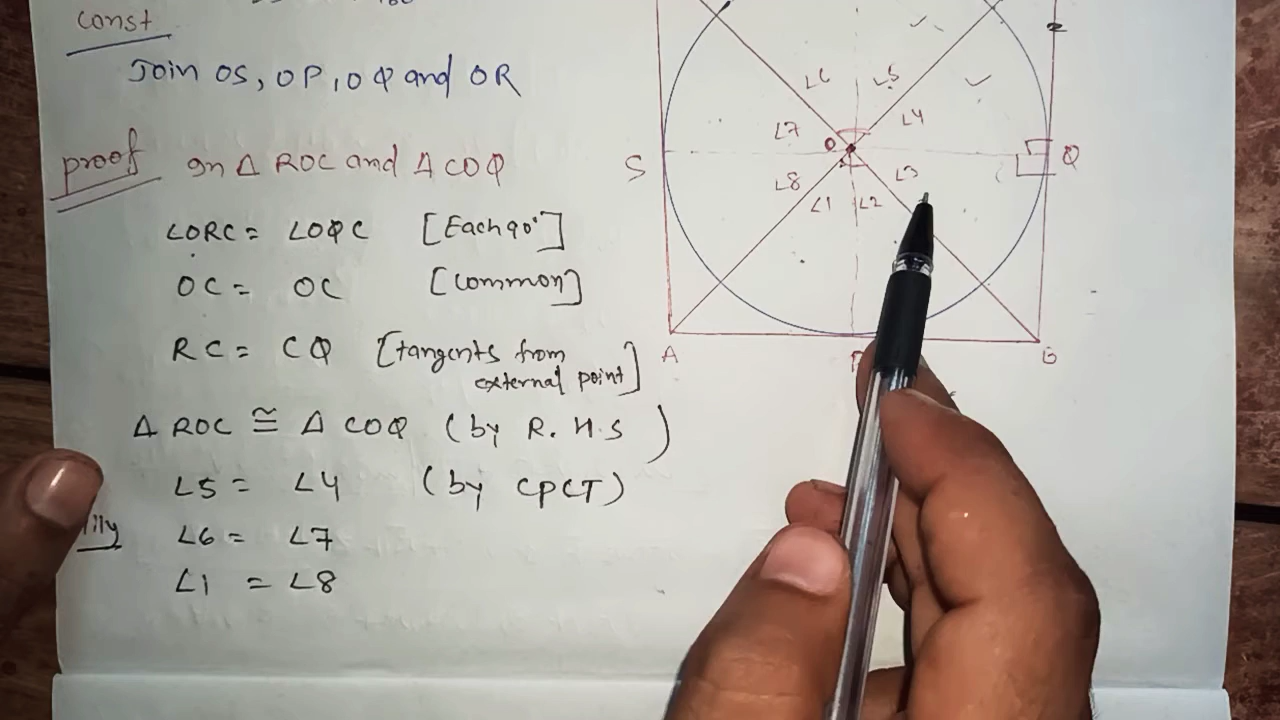 const
Join OS, OP, OQ and OR
proof In Δ ROC and Δ COQ
∠ORC = ∠OQC [Each 90°]
OC = OC [common]
RC = CQ [tangents from
external point]
Δ ROC ≅ Δ COQ (by R.H.S)
∠5 = ∠4 (by CPCT)
lly ∠6 = ∠7
∠1 = ∠8
∠6 ∠5
∠7 ∠4
O
S Q
∠8 ∠3
∠1 ∠2
A P B